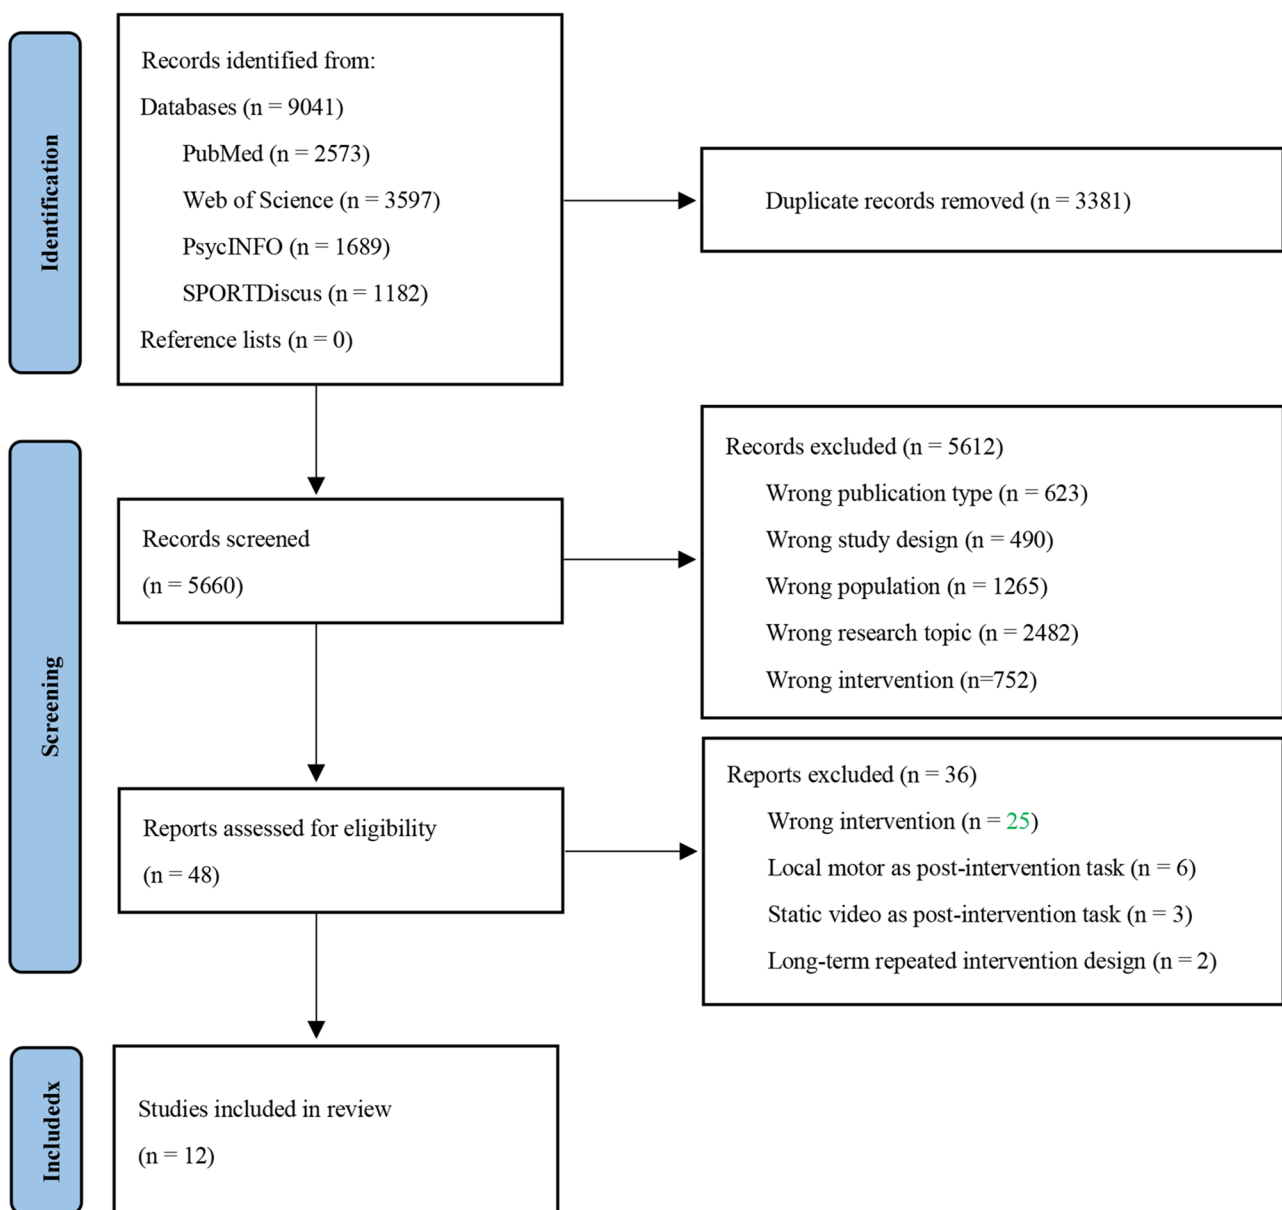 Identification
Records identified from:
Databases (n = 9041)
PubMed (n = 2573)
Web of Science (n = 3597)
PsycINFO (n = 1689)
SPORTDiscus (n = 1182)
Reference lists (n = 0)
Duplicate records removed (n = 3381)
Screening
Records screened
(n = 5660)
Records excluded (n = 5612)
Wrong publication type (n = 623)
Wrong study design (n = 490)
Wrong population (n = 1265)
Wrong research topic (n = 2482)
Wrong intervention (n=752)
Reports assessed for eligibility
(n = 48)
Reports excluded (n = 36)
Wrong intervention (n = 25)
Local motor as post-intervention task (n = 6)
Static video as post-intervention task (n = 3)
Long-term repeated intervention design (n = 2)
Includedx
Studies included in review
(n = 12)